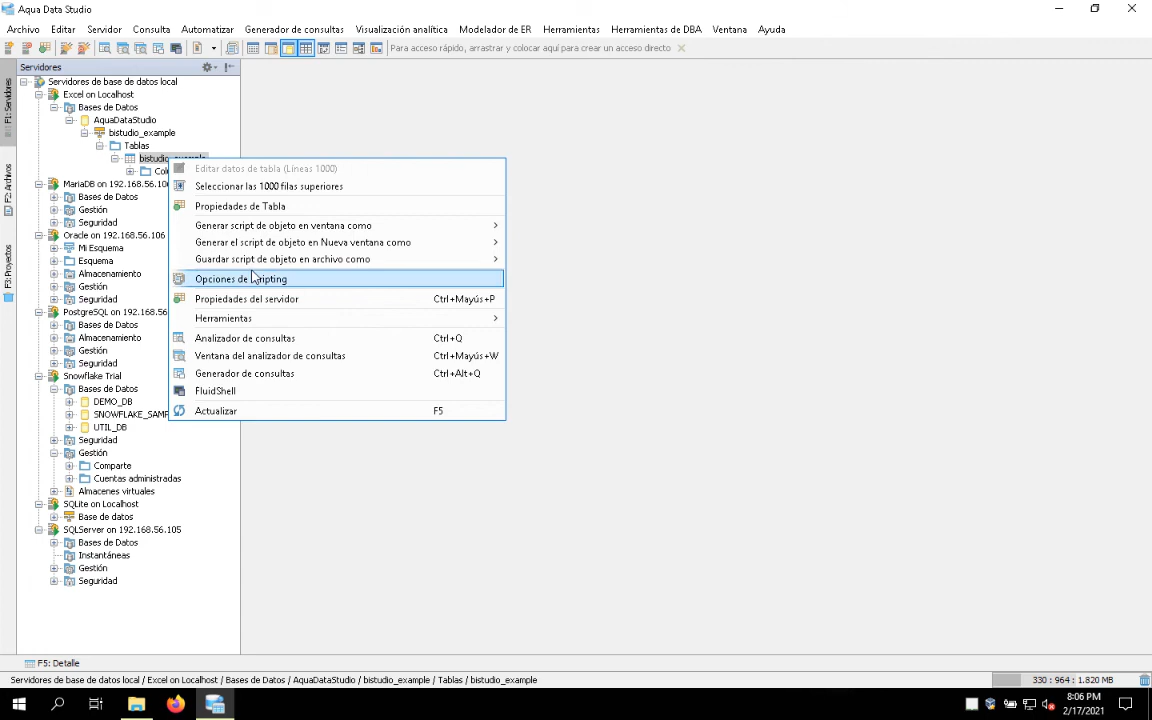 Aqua Data Studio
Archivo Editar Servidor Consulta Automatizar Generador de consultas Visualización analítica Modelador de ER Herramientas Herramientas de DBA Ventana Ayuda
Para acceso rápido, arrastrar y colocar aquí para crear un acceso directo
F1: Servidores
F2: Archivos
F3: Proyectos
Servidores
Servidores de base de datos local
Excel on Localhost
Bases de Datos
AquaDataStudio
bistudio_example
Tablas
bistudio_example
Col
MariaDB on 192.168.56.10
Bases de Datos
Gestión
Seguridad
Oracle on 192.168.56.106
Mi Esquema
Esquema
Almacenamiento
Gestión
Seguridad
PostgreSQL on 192.168.56
Bases de Datos
Almacenamiento
Gestión
Seguridad
Snowflake Trial
Bases de Datos
DEMO_DB
SNOWFLAKE_SAMP
UTIL_DB
Seguridad
Gestión
Comparte
Cuentas administradas
Almacenes virtuales
SQLite on Localhost
Base de datos
SQLServer on 192.168.56.105
Bases de Datos
Instantáneas
Gestión
Seguridad
Editar datos de tabla (Líneas 1000)
Seleccionar las 1000 filas superiores
Propiedades de Tabla
Generar script de objeto en ventana como
Generar el script de objeto en Nueva ventana como
Guardar script de objeto en archivo como
Opciones de scripting
Propiedades del servidor Ctrl+Mayús+P
Herramientas
Analizador de consultas Ctrl+Q
Ventana del analizador de consultas Ctrl+Mayús+W
Generador de consultas Ctrl+Alt+Q
FluidShell
Actualizar F5
F5: Detalle
Servidores de base de datos local / Excel on Localhost / Bases de Datos / AquaDataStudio / bistudio_example / Tablas / bistudio_example
330 : 964 : 1.820 MB
8:06 PM
2/17/2021